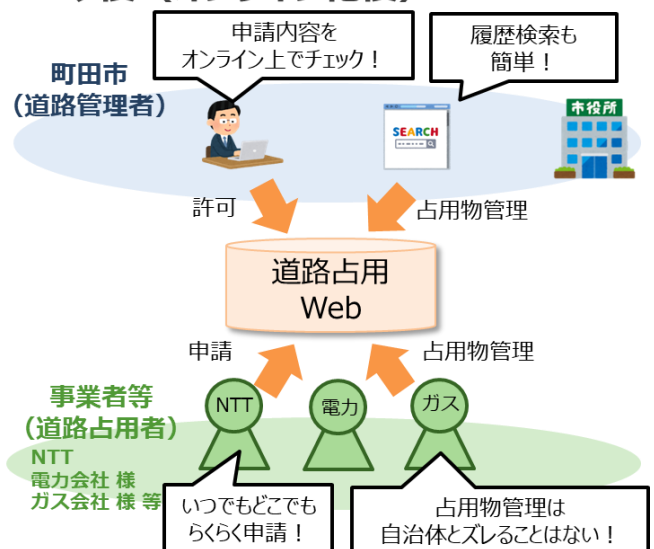 申請内容を
オンライン上でチェック！
履歴検索も
簡単！
町田市
（道路管理者）
SEARCH
市役所
許可
占用物管理
道路占用
Web
申請
占用物管理
事業者等
（道路占用者）
NTT
電力会社 様
ガス会社 様 等
NTT
電力
ガス
いつでもどこでも
らくらく申請！
占用物管理は
自治体とズレることはない！